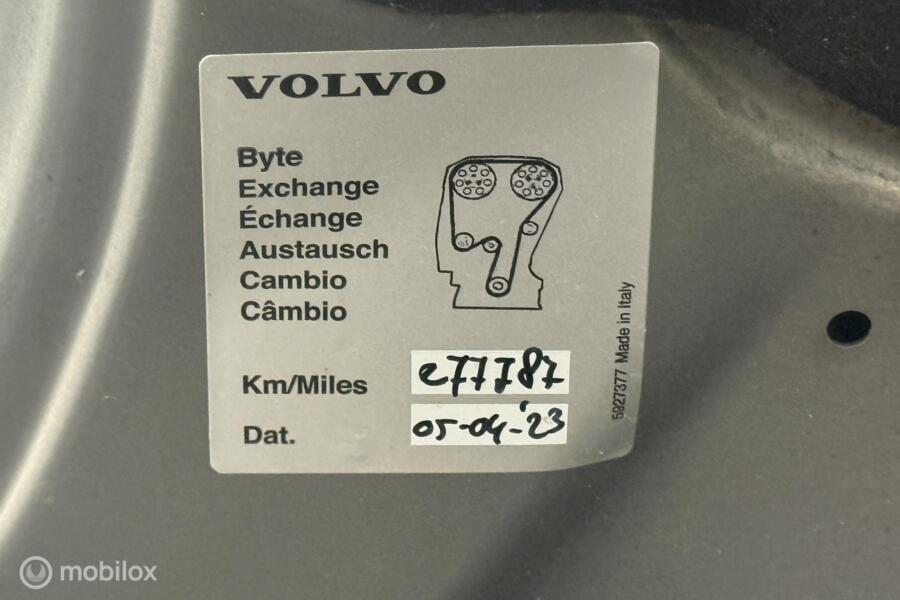 VOLVO
Byte
Exchange
Échange
Austausch
Cambio
Câmbio
Km/Miles 277787
Dat. 05-04-'23
5927377 Made in Italy
mobilox